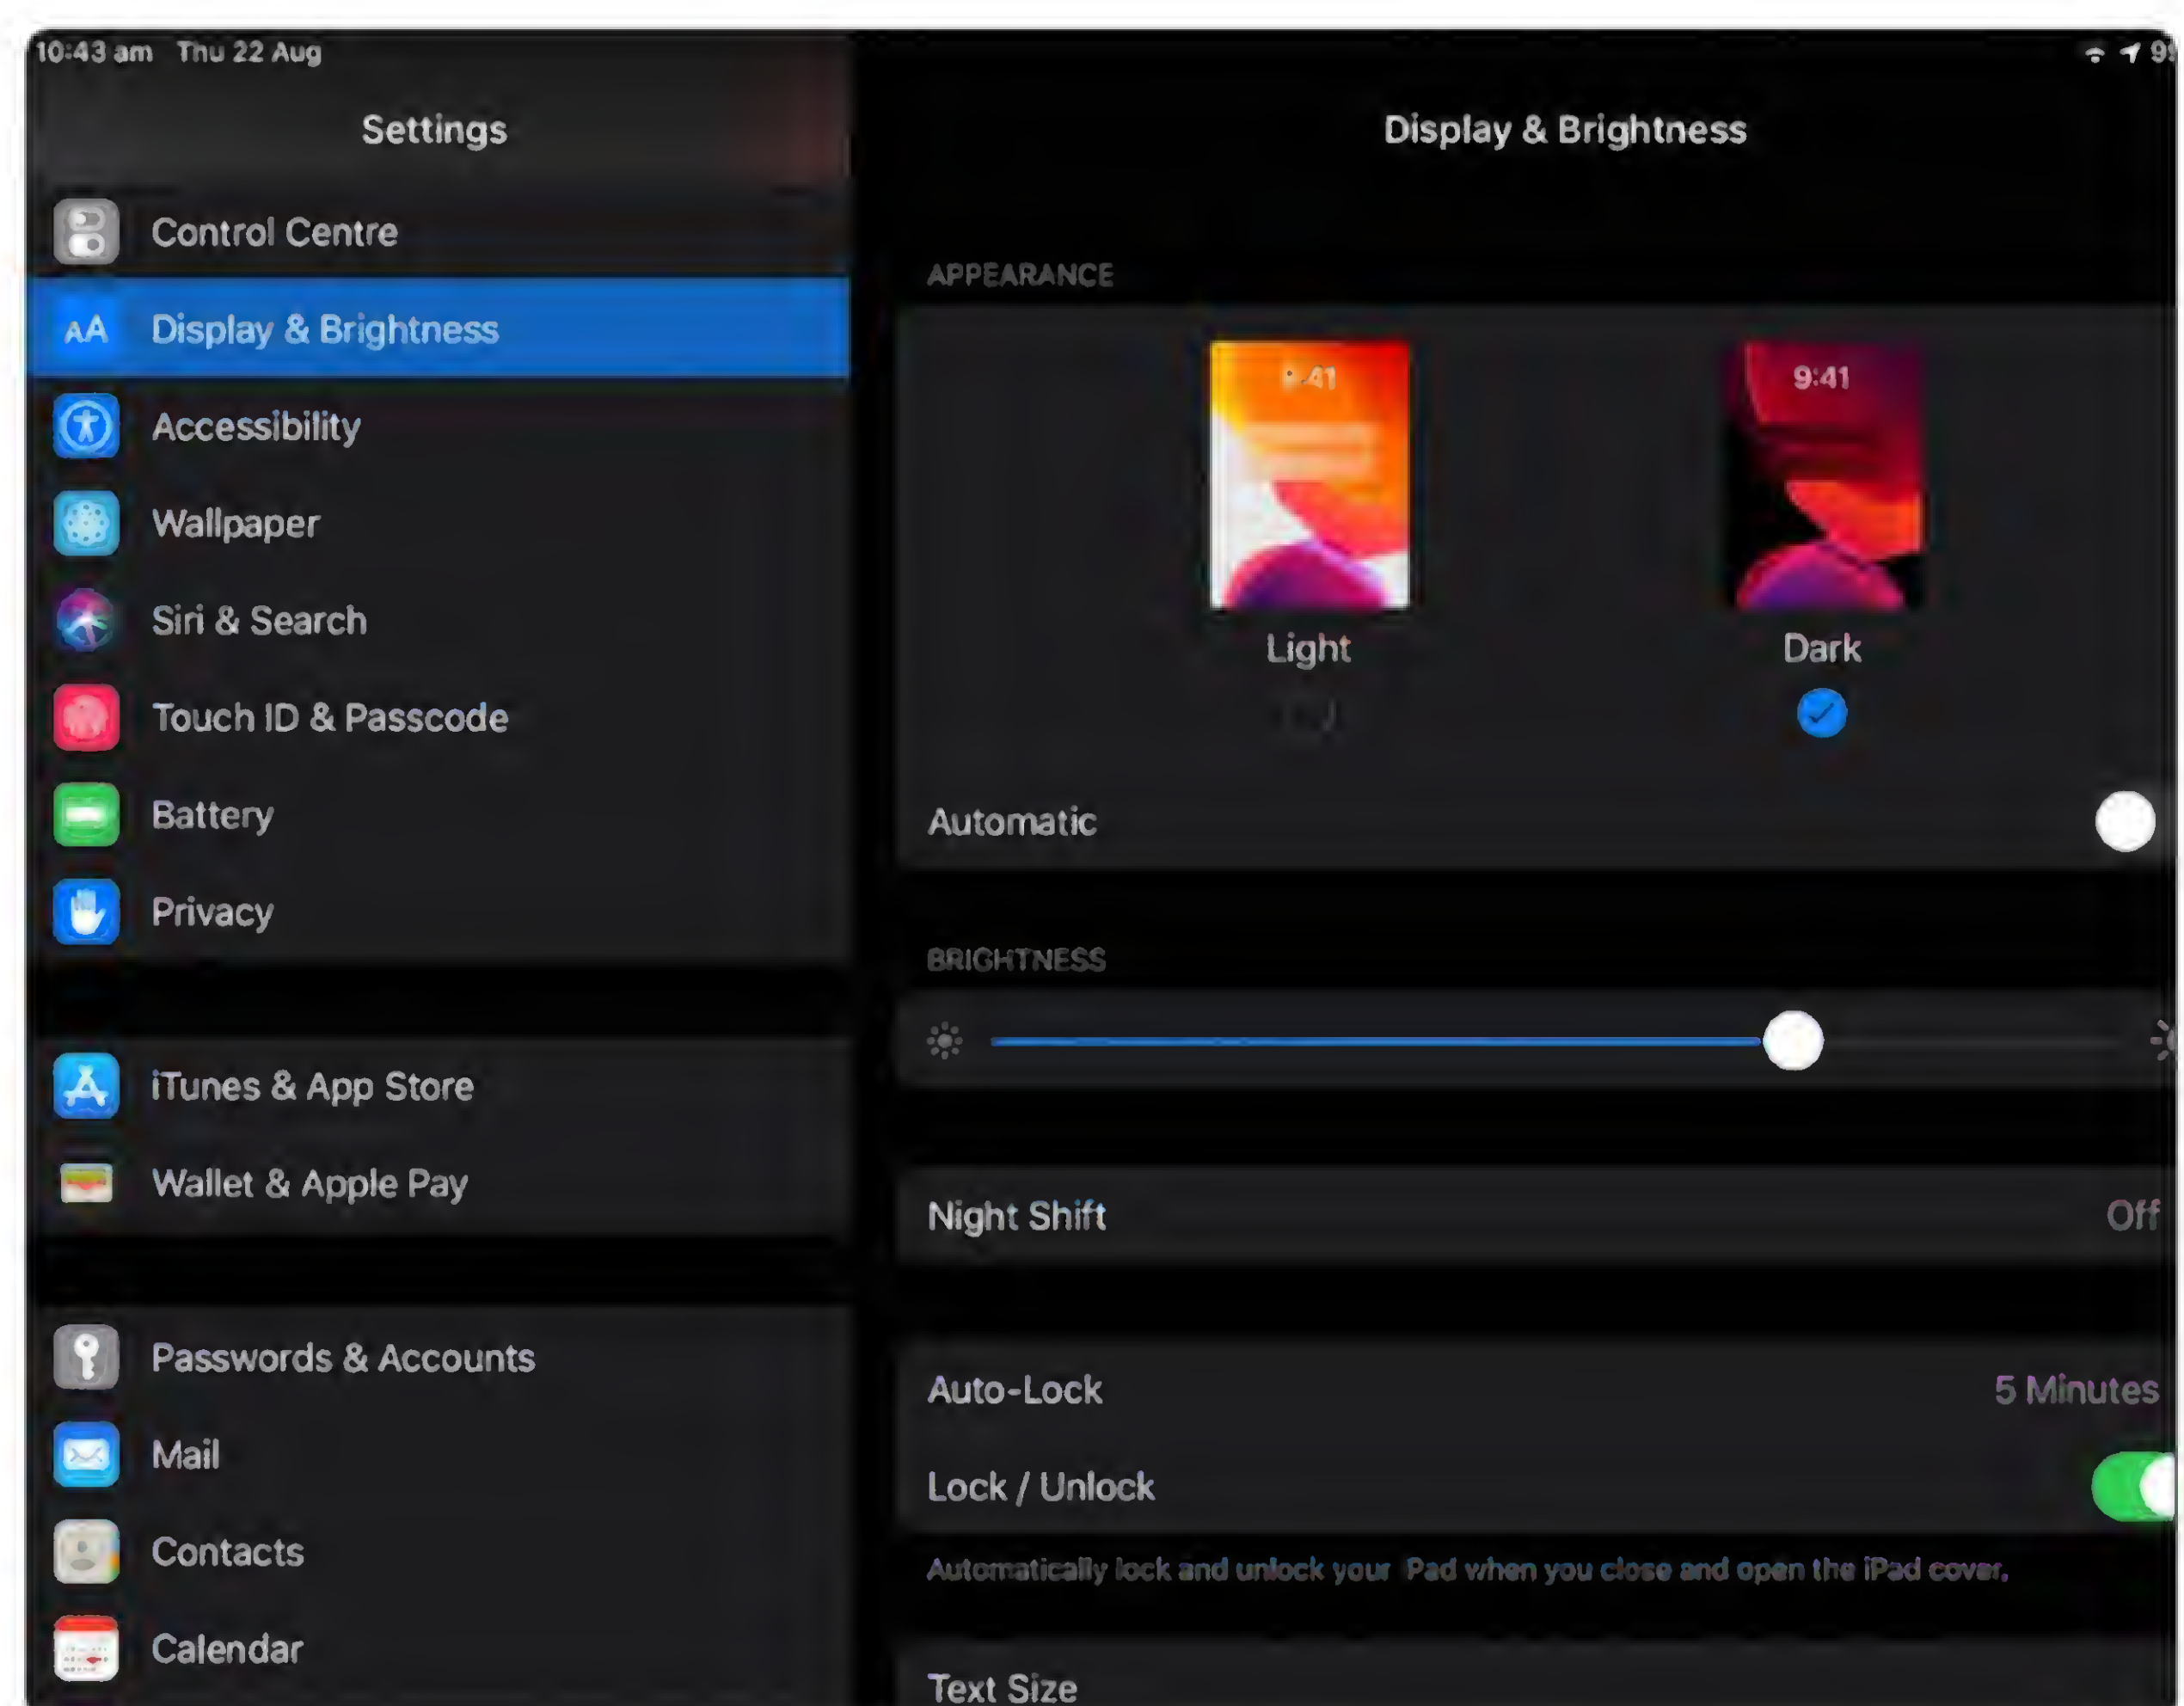 10:43 am Thu 22 Aug
Settings
Control Centre
AA Display & Brightness
Accessibility
Wallpaper
Siri & Search
Touch ID & Passcode
Battery
Privacy
iTunes & App Store
Wallet & Apple Pay
Passwords & Accounts
Mail
Contacts
Calendar
Display & Brightness
APPEARANCE
9:41
Light
Dark
Automatic
BRIGHTNESS
Night Shift Off
Auto-Lock 5 Minutes
Lock / Unlock
Automatically lock and unlock your Pad when you close and open the iPad cover.
Text Size